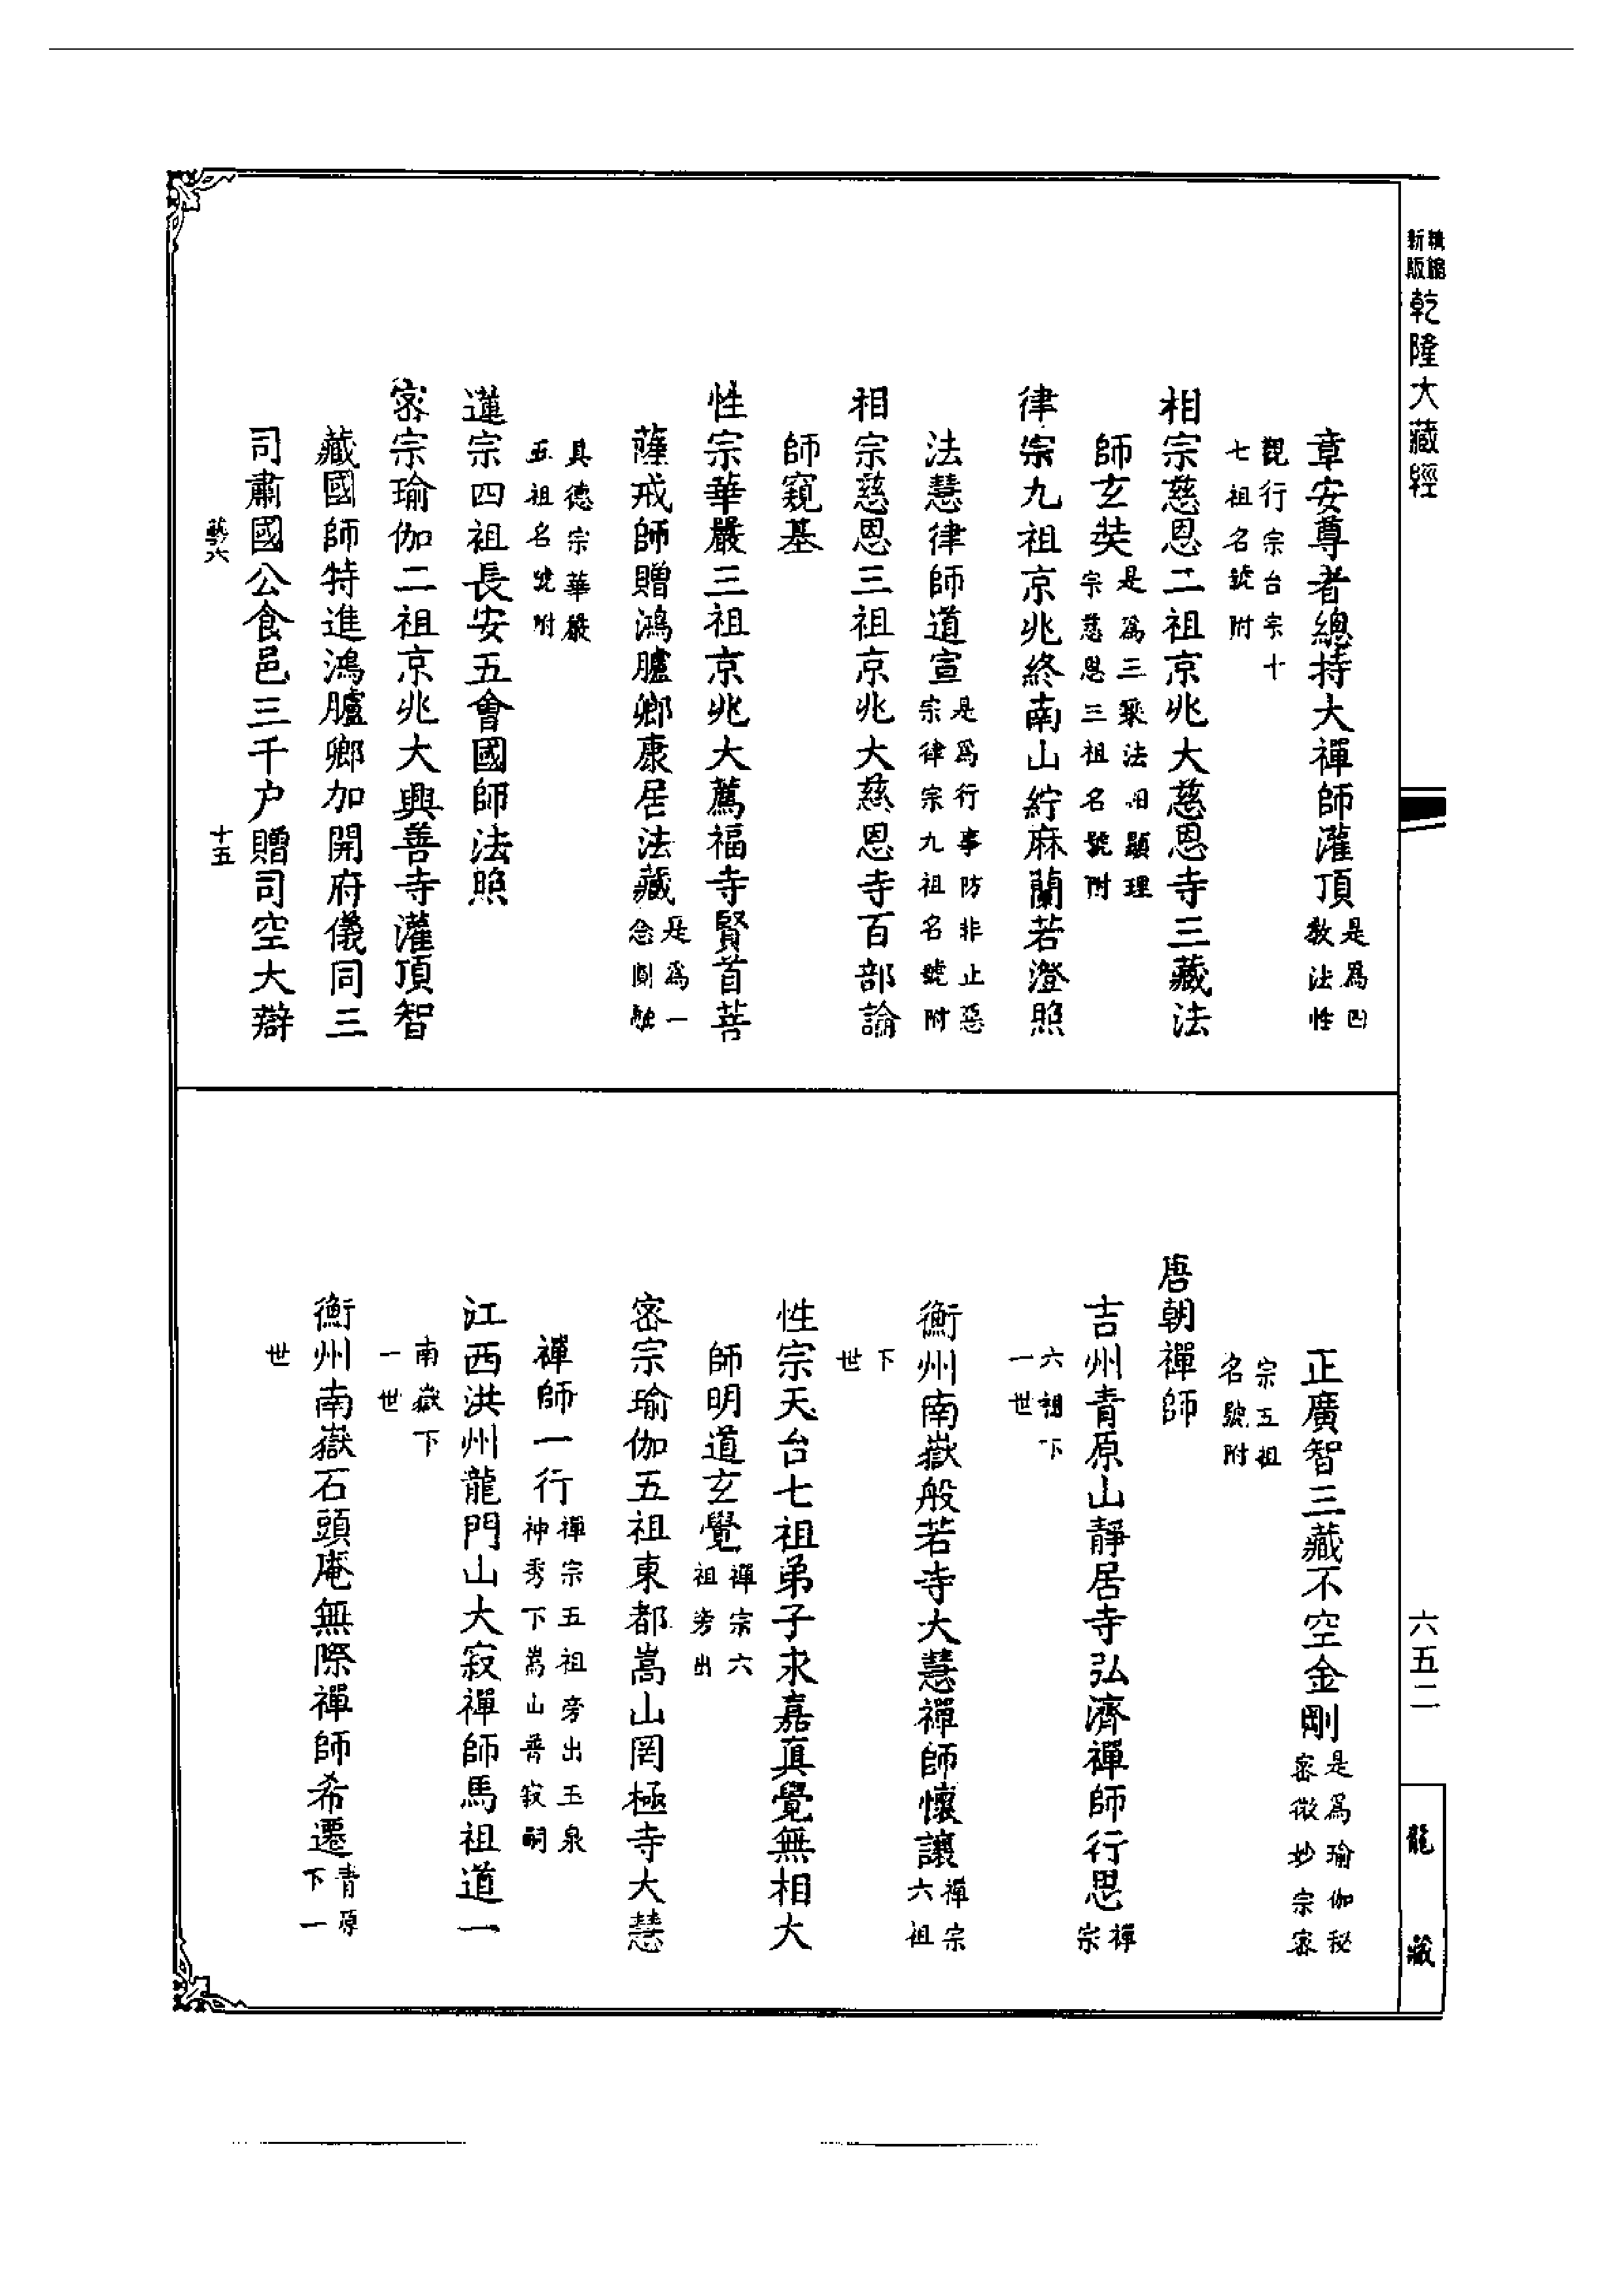 新版
乾隆大藏經
六五二
龍藏
章安尊者總持大禪師灌頂是爲四教法性
觀行宗台宗十七祖名號附
相宗慈恩二祖京兆大慈恩寺三藏法
師玄奘是爲三乘法相顯理宗慈恩三祖名號附
律宗九祖京兆終南山紵麻蘭若澄照
法慧律師道宣是爲行事防非止惡宗律宗九祖名號附
相宗慈恩三祖京兆大慈恩寺百部論
師窺基
性宗華嚴三祖京兆大薦福寺賢首菩
薩戒師贈鴻臚卿康居法藏是爲一念圓融
具德宗華嚴五祖名號附
蓮宗四祖長安五會國師法照
密宗瑜伽二祖京兆大興善寺灌頂智
藏國師特進鴻臚卿加開府儀同三
司肅國公食邑三千户贈司空大辯
十五
正廣智三藏不空金剛是爲瑜伽秘密微妙宗密
宗五祖名號附
唐朝禪師
吉州青原山靜居寺弘濟禪師行思禪宗
六祖下一世
衡州南嶽般若寺大慧禪師懷讓禪宗六祖
下世
性宗天台七祖弟子永嘉真覺無相大
師明道玄覺禪宗六祖旁出
密宗瑜伽五祖東都嵩山罔極寺大慧
禪師一行禪宗五祖旁出玉泉神秀下嵩山普寂嗣
江西洪州龍門山大寂禪師馬祖道一
南嶽下一世
衡州南嶽石頭庵無際禪師希遷青原下一
世